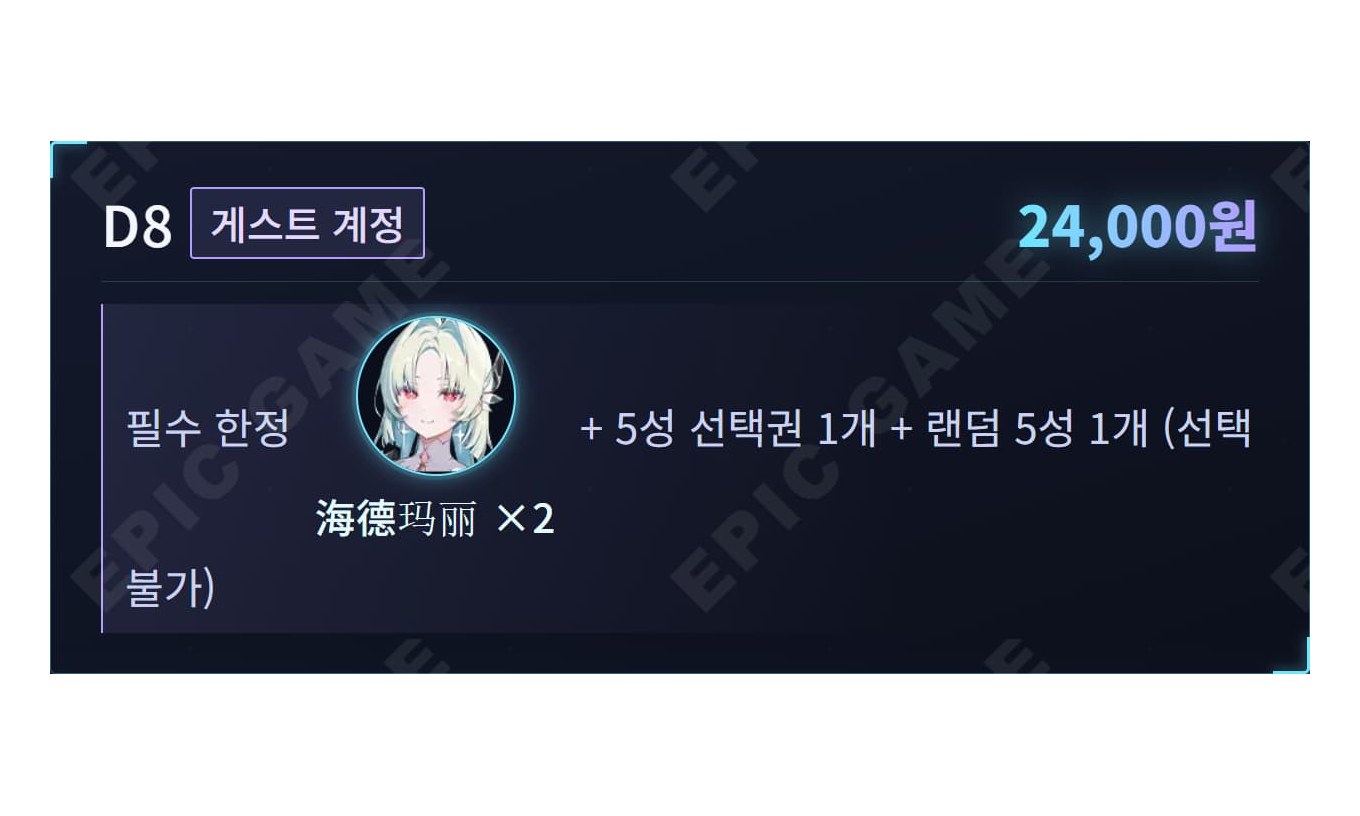 D8 게스트 계정 24,000원
필수 한정 + 5성 선택권 1개 + 랜덤 5성 1개 (선택
海德玛丽 ×2
불가)
EPIC GAME
EPIC GAME